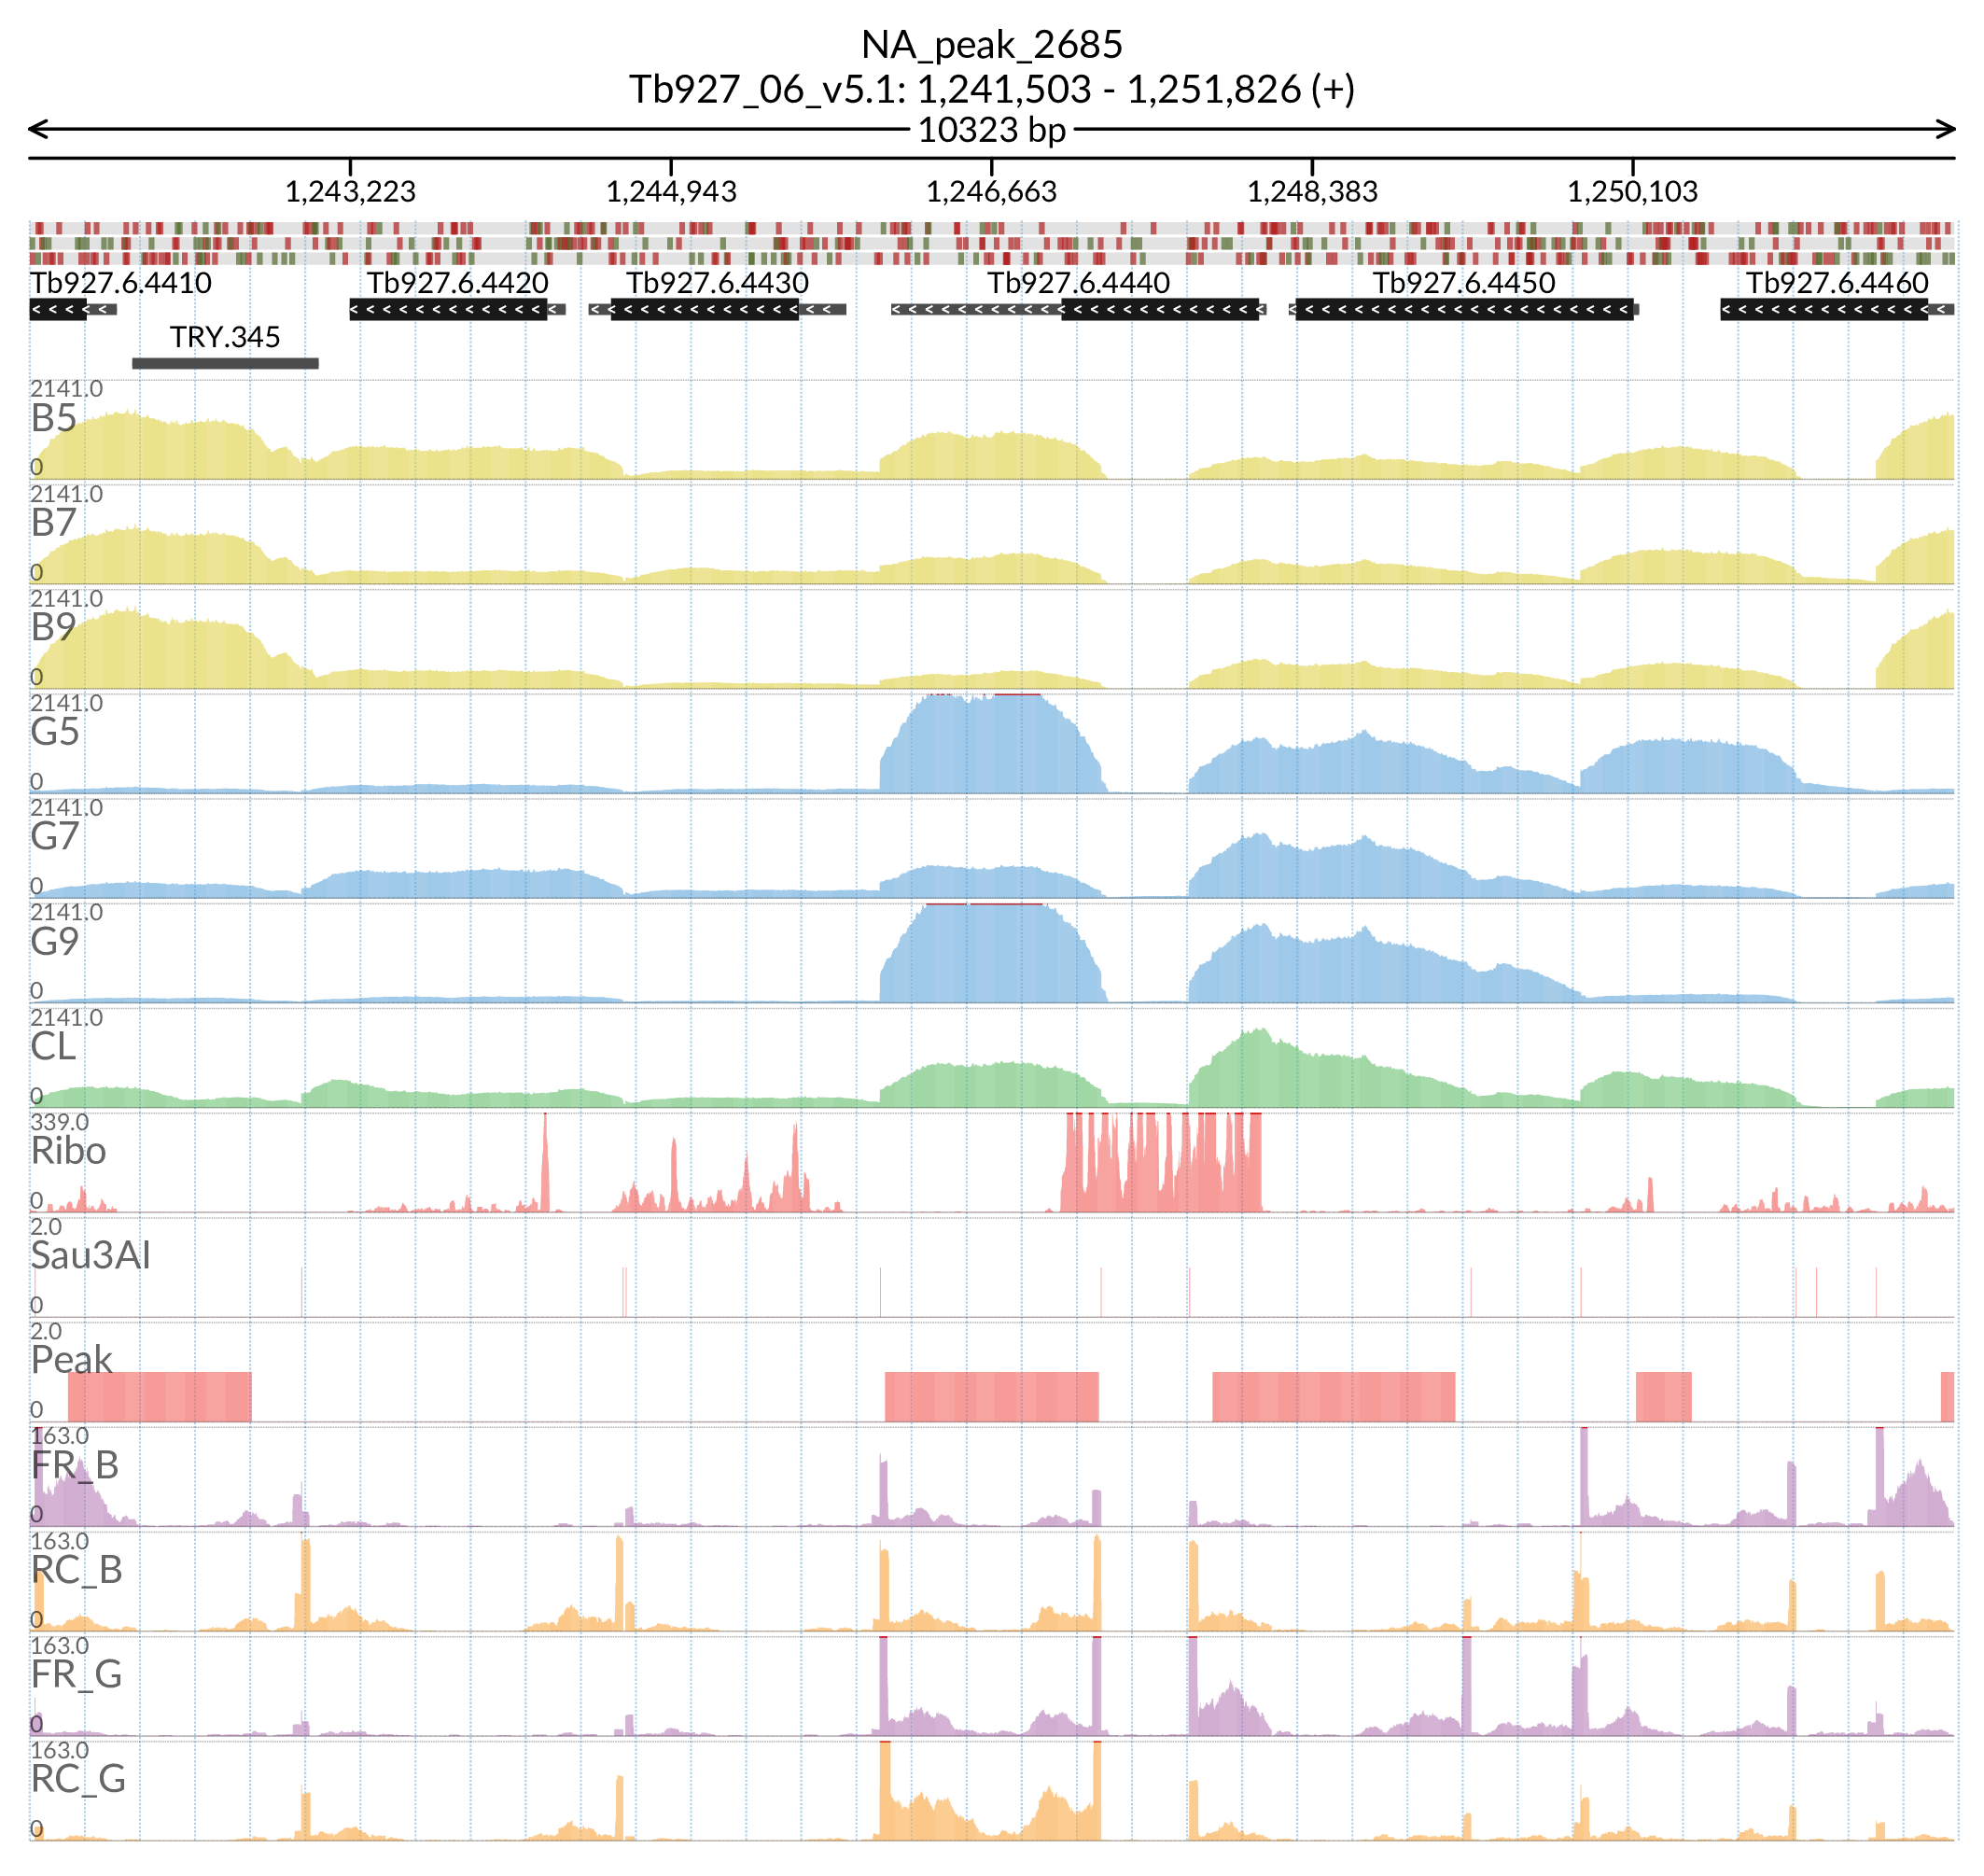 NA_peak_2685
Tb927_06_v5.1: 1,241,503 - 1,251,826 (+)
10323 bp
1,243,223 1,244,943 1,246,663 1,248,383 1,250,103
Tb927.6.4410 Tb927.6.4420 Tb927.6.4430 Tb927.6.4440 Tb927.6.4450 Tb927.6.4460
TRY.345
2141.0
B5
0
2141.0
B7
0
2141.0
B9
0
2141.0
G5
0
2141.0
G7
0
2141.0
G9
0
2141.0
CL
0
339.0
Ribo
0
2.0
Sau3AI
0
2.0
Peak
0
163.0
FR_B
0
163.0
RC_B
0
163.0
FR_G
0
163.0
RC_G
0